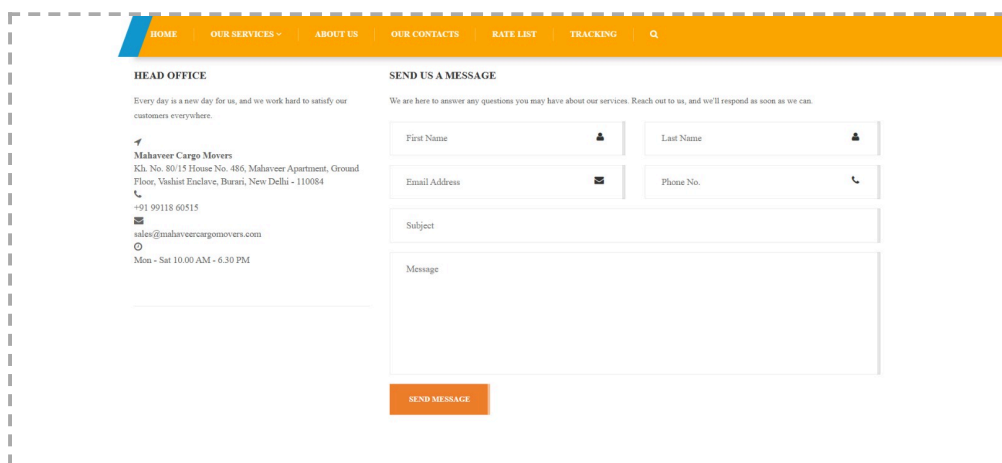 HOME OUR SERVICES ABOUT US OUR CONTACTS RATE LIST TRACKING
HEAD OFFICE
Every day is a new day for us, and we work hard to satisfy our
customers everywhere.
Mahaveer Cargo Movers
Kh. No. 80/15 House No. 486, Mahaveer Apartment, Ground
Floor, Vashist Enclave, Burari, New Delhi - 110084
+91 99118 60515
sales@mahaveercargomovers.com
Mon - Sat 10.00 AM - 6.30 PM
SEND US A MESSAGE
We are here to answer any questions you may have about our services. Reach out to us, and we'll respond as soon as we can.
First Name Last Name
Email Address Phone No.
Subject
Message
SEND MESSAGE